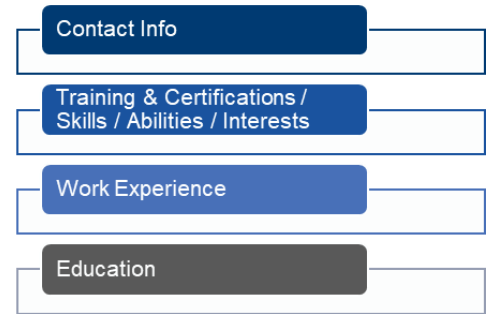 Contact Info
Training & Certifications /
Skills / Abilities / Interests
Work Experience
Education